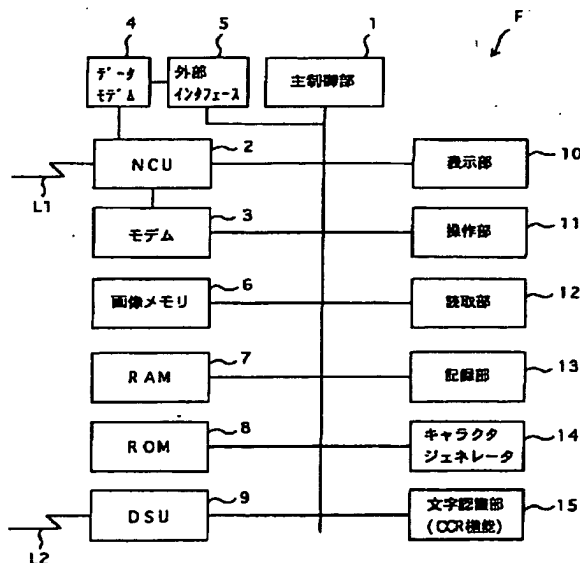 4
5
1
F
データ
モデム
外部
インタフェース
主制御部
2
NCU
L1
10
表示部
3
モデム
11
操作部
6
画像メモリ
12
読取部
7
RAM
13
記録部
8
ROM
14
キャラクタ
ジェネレータ
9
DSU
L2
15
文字認識部
(OCR機能)